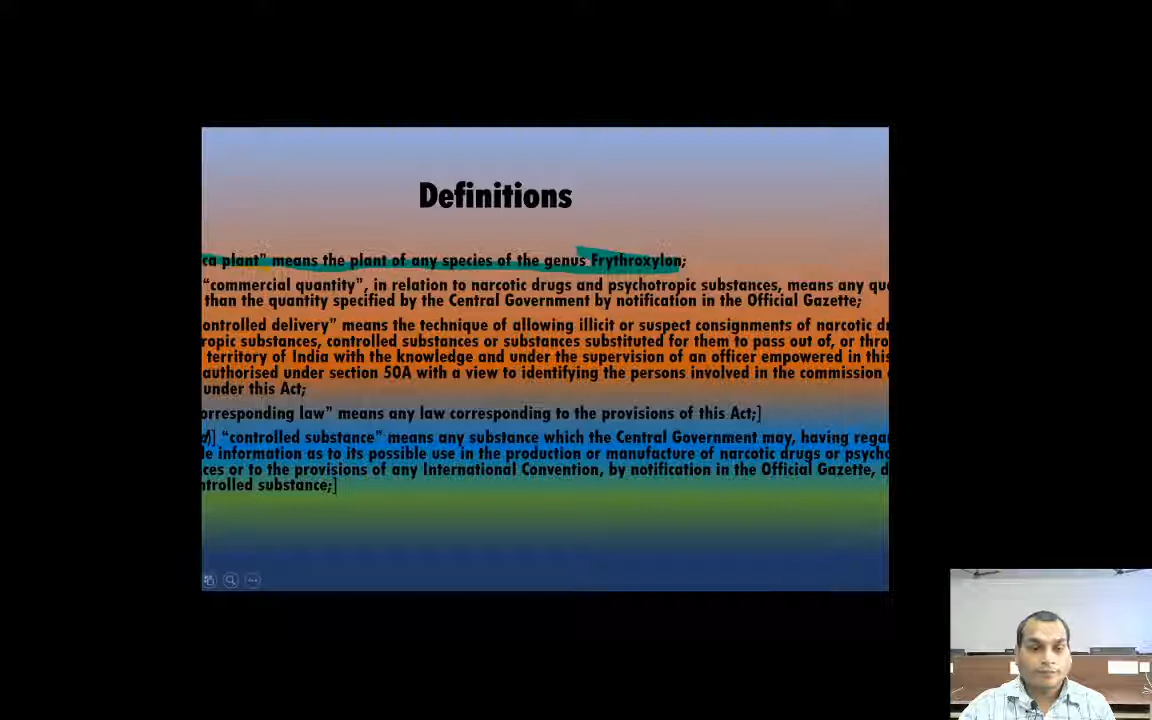 Definitions
ca plant” means the plant of any species of the genus Frythroxylon;
“commercial quantity”, in relation to narcotic drugs and psychotropic substances, means any qu
than the quantity specified by the Central Government by notification in the Official Gazette;
ontrolled delivery” means the technique of allowing illicit or suspect consignments of narcotic d
ropic substances, controlled substances or substances substituted for them to pass out of, or thro
territory of India with the knowledge and under the supervision of an officer empowered in this
authorised under section 50A with a view to identifying the persons involved in the commission
under this Act;
orresponding law” means any law corresponding to the provisions of this Act;]
] “controlled substance” means any substance which the Central Government may, having rega
le information as to its possible use in the production or manufacture of narcotic drugs or psych
ces or to the provisions of any International Convention, by notification in the Official Gazette, d
ntrolled substance;]